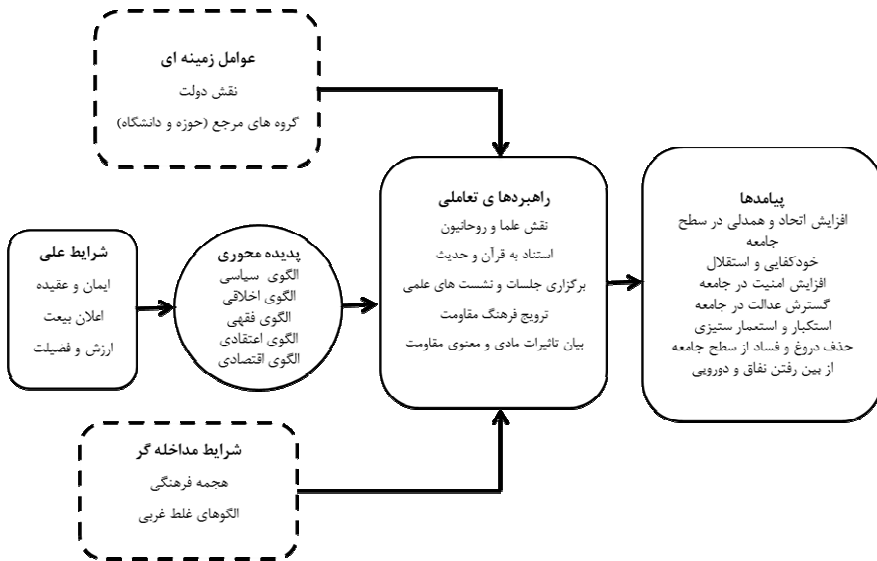 عوامل زمینه ای
نقش دولت
گروه های مرجع (حوزه و دانشگاه)
شرایط علی
ایمان و عقیده
اعلان بیعت
ارزش و فضیلت
پدیده محوری
الگوی سیاسی
الگوی اخلاقی
الگوی فقهی
الگوی اعتقادی
الگوی اقتصادی
راهبردها ی تعاملی
نقش علما و روحانیون
استناد به قرآن و حدیث
برگزاری جلسات و نشست های علمی
ترویج فرهنگ مقاومت
بیان تاثیرات مادی و معنوی مقاومت
پیامدها
افزایش اتحاد و همدلی در سطح
جامعه
خودکفایی و استقلال
افزایش امنیت در جامعه
گسترش عدالت در جامعه
استکبار و استعمار ستیزی
حذف دروغ و فساد از سطح جامعه
از بین رفتن نفاق و دورویی
شرایط مداخله گر
هجمه فرهنگی
الگوهای غلط غربی